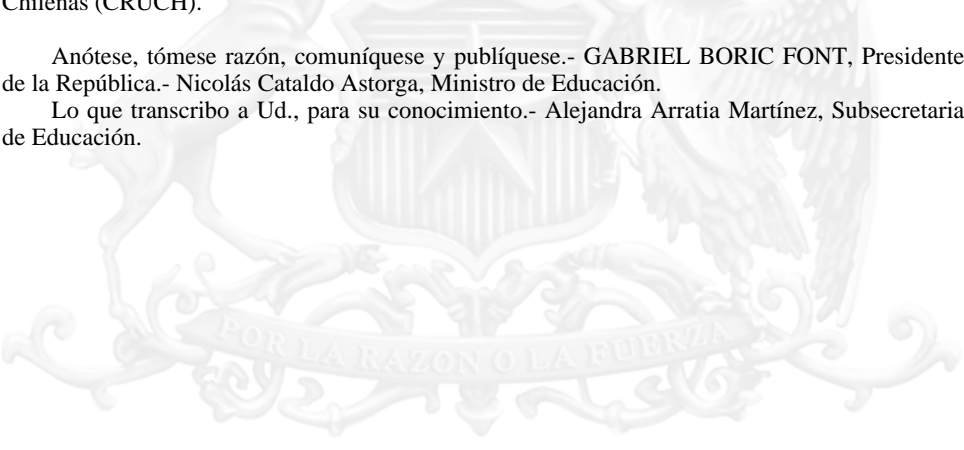 Chilenas (CRUCH).
Anótese, tómese razón, comuníquese y publíquese.- GABRIEL BORIC FONT, Presidente
de la República.- Nicolás Cataldo Astorga, Ministro de Educación.
Lo que transcribo a Ud., para su conocimiento.- Alejandra Arratia Martínez, Subsecretaria
de Educación.
POR LA RAZON O LA FUERZA